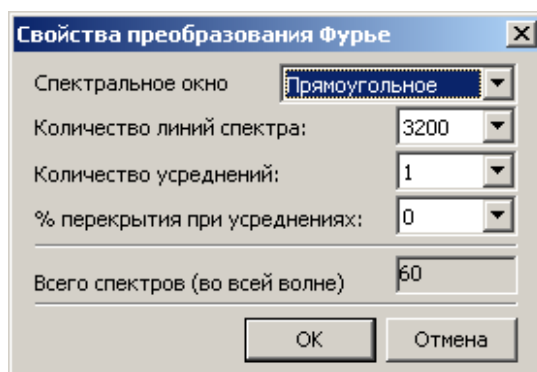 Свойства преобразования Фурье
Спектральное окно Прямоугольное
Количество линий спектра: 3200
Количество усреднений: 1
% перекрытия при усреднениях: 0
Всего спектров (во всей волне) 60
ОК Отмена